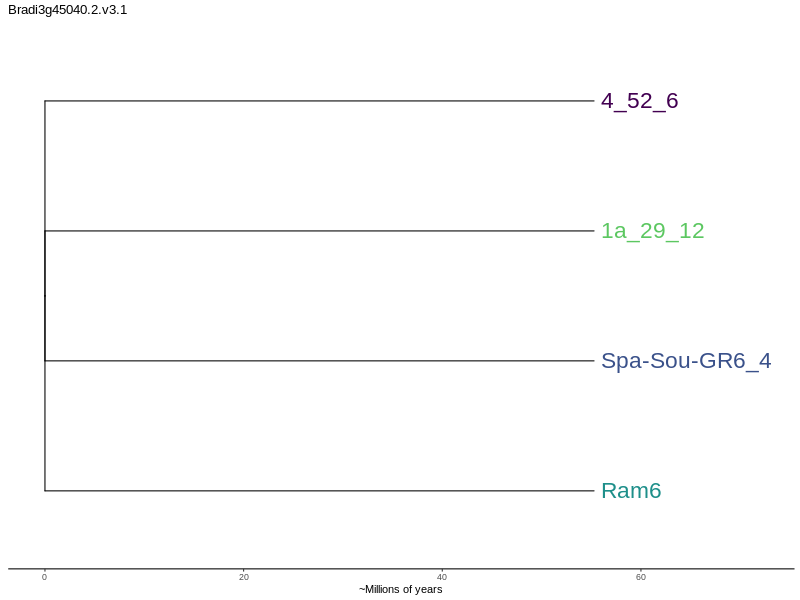 Bradi3g45040.2.v3.1
4_52_6
1a_29_12
Spa-Sou-GR6_4
Ram6
0 20 40 60
~Millions of years